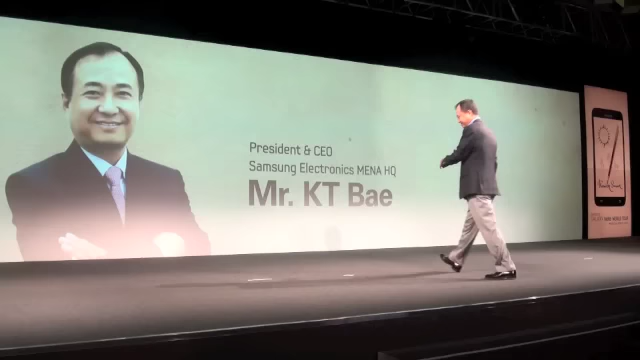 President & CEO
Samsung Electronics MENA HQ
Mr. KT Bae